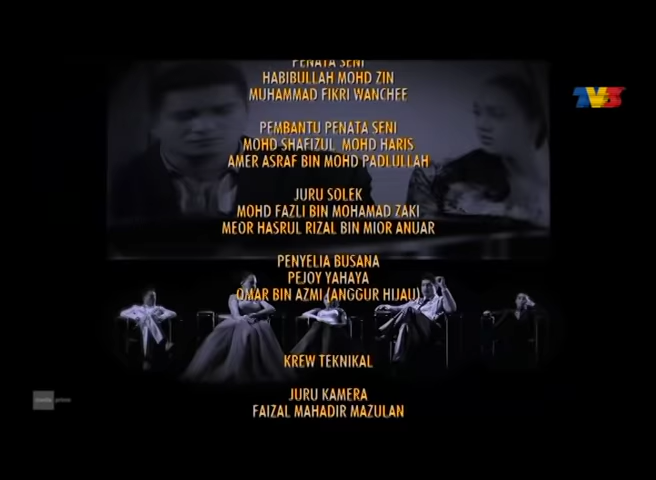 PENATA SENI
HABIBULLAH MOHD ZIN
MUHAMMAD FIKRI WANCHEE
TV3
PEMBANTU PENATA SENI
MOHD SHAFIZUL MOHD HARIS
AMER ASRAF BIN MOHD PADLULLAH
JURU SOLEK
MOHD FAZLI BIN MOHAMAD ZAKI
MEOR HASRUL RIZAL BIN MIOR ANUAR
PENYELIA BUSANA
PEJOY YAHAYA
OMAR BIN AZMI (ANGGUR HIJAU)
KREW TEKNIKAL
JURU KAMERA
media prima
FAIZAL MAHADIR MAZULAN